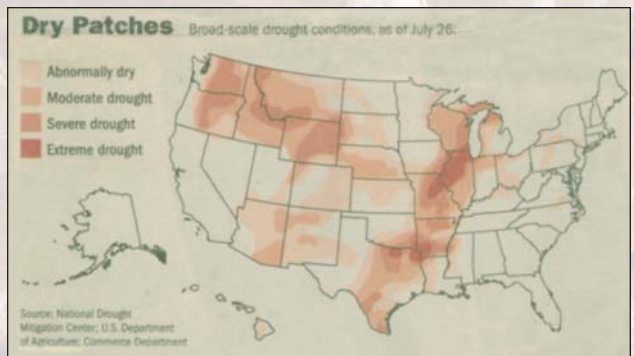 Dry Patches Broad-scale drought conditions, as of July 26.
Abnormally dry
Moderate drought
Severe drought
Extreme drought
Source: National Drought
Mitigation Center; U.S. Department
of Agriculture; Commerce Department